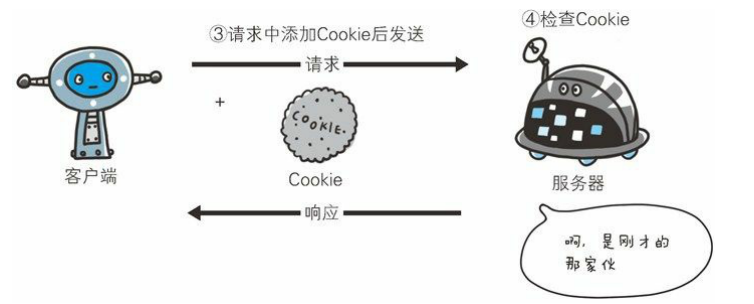 ④检查Cookie
③请求中添加Cookie后发送
请求
+
COOKIE.
客户端
Cookie
服务器
响应
啊,是刚才的
那家伙